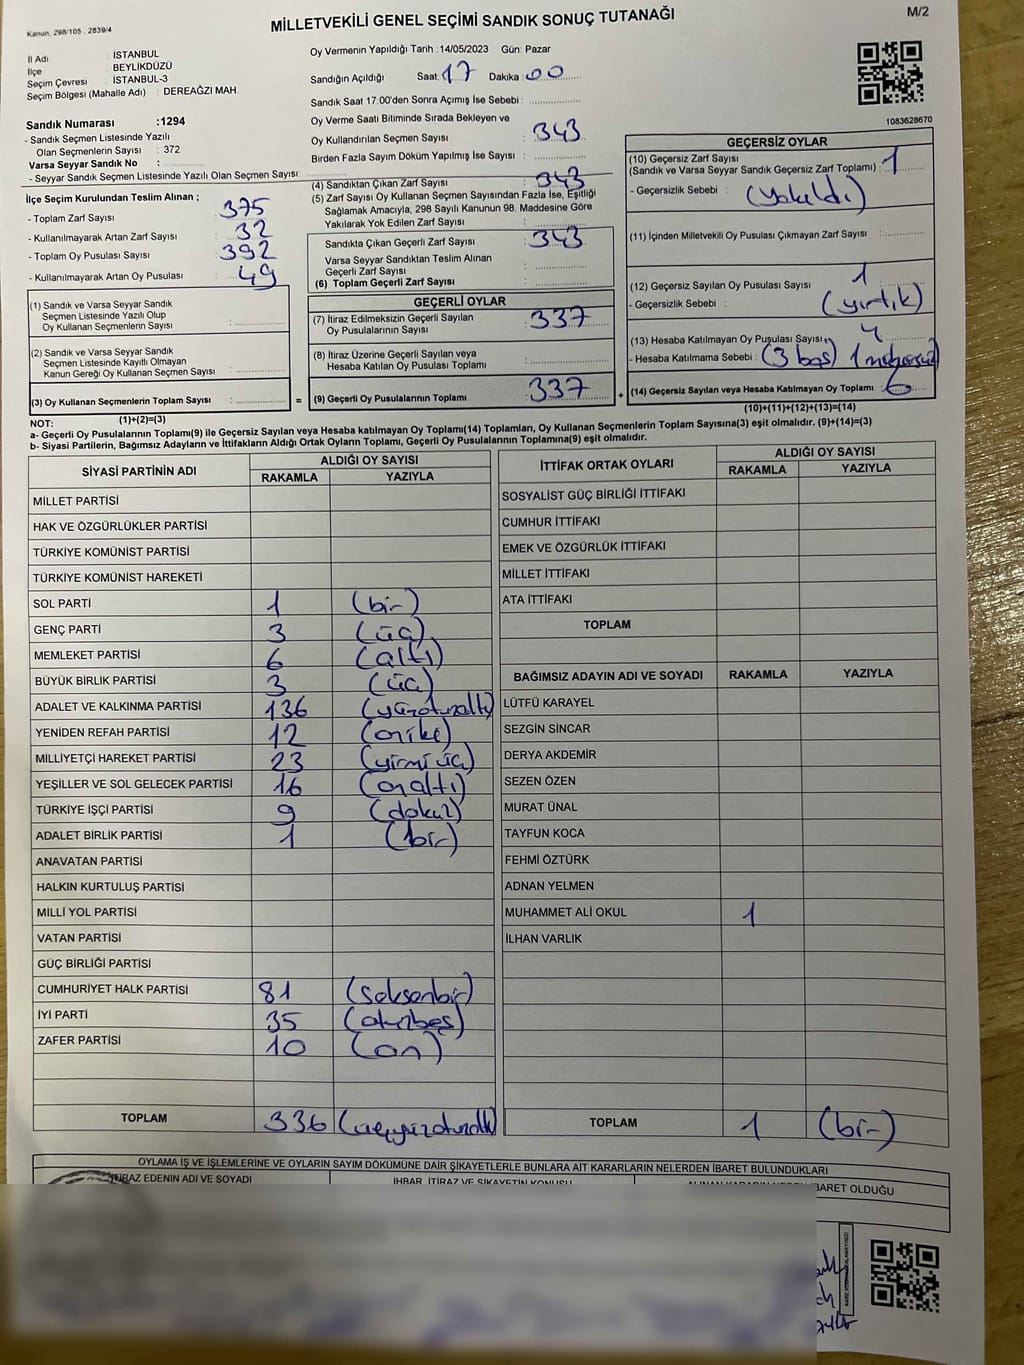 Kanun, 298/105 , 2839/4
MİLLETVEKİLİ GENEL SEÇİMİ SANDIK SONUÇ TUTANAĞI
M/2
İl Adı : İSTANBUL
İlçe : BEYLİKDÜZÜ
Seçim Çevresi : İSTANBUL-3
Seçim Bölgesi (Mahalle Adı) : DEREAĞZI MAH.
Sandık Numarası :1294
- Sandık Seçmen Listesinde Yazılı
Olan Seçmenlerin Sayısı : 372
Varsa Seyyar Sandık No :
- Seyyar Sandık Seçmen Listesinde Yazılı Olan Seçmen Sayısı :
Oy Vermenin Yapıldığı Tarih :14/05/2023 Gün: Pazar
Sandığın Açıldığı Saat: 17 Dakika: 00
Sandık Saat 17:00'den Sonra Açımış İse Sebebi :
Oy Verme Saati Bitiminde Sırada Bekleyen ve
Oy Kullandırılan Seçmen Sayısı : 343
Birden Fazla Sayım Döküm Yapılmış İse Sayısı :
1083628670
İlçe Seçim Kurulundan Teslim Alınan ;
- Toplam Zarf Sayısı : 375
- Kullanılmayarak Artan Zarf Sayısı : 32
- Toplam Oy Pusulası Sayısı : 392
- Kullanılmayarak Artan Oy Pusulası : 49
(1) Sandık ve Varsa Seyyar Sandık
Seçmen Listesinde Yazılı Olup
Oy Kullanan Seçmenlerin Sayısı :
(2) Sandık ve Varsa Seyyar Sandık
Seçmen Listesinde Kayıtlı Olmayan
Kanun Gereği Oy Kullanan Seçmen Sayısı :
(3) Oy Kullanan Seçmenlerin Toplam Sayısı : =
(4) Sandıktan Çıkan Zarf Sayısı : 343
(5) Zarf Sayısı Oy Kullanan Seçmen Sayısından Fazla İse, Eşitliği
Sağlamak Amacıyla, 298 Sayılı Kanunun 98. Maddesine Göre
Yakılarak Yok Edilen Zarf Sayısı :
Sandıkta Çıkan Geçerli Zarf Sayısı : 343
Varsa Seyyar Sandıktan Teslim Alınan
Geçerli Zarf Sayısı :
(6) Toplam Geçerli Zarf Sayısı :
GEÇERLİ OYLAR
(7) İtiraz Edilmeksizin Geçerli Sayılan
Oy Pusulalarının Sayısı : 337
(8) İtiraz Üzerine Geçerli Sayılan veya
Hesaba Katılan Oy Pusulası Toplamı :
(9) Geçerli Oy Pusulalarının Toplamı : 337 +
GEÇERSİZ OYLAR
(10) Geçersiz Zarf Sayısı
(Sandık ve Varsa Seyyar Sandık Geçersiz Zarf Toplamı) : 1
- Geçersizlik Sebebi : (yakıldı)
(11) İçinden Milletvekili Oy Pusulası Çıkmayan Zarf Sayısı :
(12) Geçersiz Sayılan Oy Pusulası Sayısı : 1
- Geçersizlik Sebebi : (yırtık)
(13) Hesaba Katılmayan Oy Pusulası Sayısı : 4
- Hesaba Katılmama Sebebi : (3 boş) 1 mühürsüz
(14) Geçersiz Sayılan veya Hesaba Katılmayan Oy Toplamı : 6
(1)+(2)=(3)
(10)+(11)+(12)+(13)=(14)
NOT:
a- Geçerli Oy Pusulalarının Toplamı(9) ile Geçersiz Sayılan veya Hesaba katılmayan Oy Toplamı(14) Toplamları, Oy Kullanan Seçmenlerin Toplam Sayısına(3) eşit olmalıdır. (9)+(14)=(3)
b- Siyasi Partilerin, Bağımsız Adayların ve İttifakların Aldığı Ortak Oyların Toplamı, Geçerli Oy Pusulalarının Toplamına(9) eşit olmalıdır.
SİYASİ PARTİNİN ADI ALDIĞI OY SAYISI
RAKAMLA YAZIYLA
MİLLET PARTİSİ
HAK VE ÖZGÜRLÜKLER PARTİSİ
TÜRKİYE KOMÜNİST PARTİSİ
TÜRKİYE KOMÜNİST HAREKETİ
SOL PARTİ 1 (bir)
GENÇ PARTİ 3 (üç)
MEMLEKET PARTİSİ 6 (altı)
BÜYÜK BİRLİK PARTİSİ 3 (üç)
ADALET VE KALKINMA PARTİSİ 136 (yüzotuzaltı)
YENİDEN REFAH PARTİSİ 12 (oniki)
MİLLİYETÇİ HAREKET PARTİSİ 23 (yirmi üç)
YEŞİLLER VE SOL GELECEK PARTİSİ 16 (onaltı)
TÜRKİYE İŞÇİ PARTİSİ 9 (dokuz)
ADALET BİRLİK PARTİSİ 1 (bir)
ANAVATAN PARTİSİ
HALKIN KURTULUŞ PARTİSİ
MİLLİ YOL PARTİSİ
VATAN PARTİSİ
GÜÇ BİRLİĞİ PARTİSİ
CUMHURİYET HALK PARTİSİ 81 (seksenbir)
İYİ PARTİ 35 (otuzbeş)
ZAFER PARTİSİ 10 (on)
TOPLAM 336 (üçyüzotuzaltı)
İTTİFAK ORTAK OYLARI ALDIĞI OY SAYISI
RAKAMLA YAZIYLA
SOSYALİST GÜÇ BİRLİĞİ İTTİFAKI
CUMHUR İTTİFAKI
EMEK VE ÖZGÜRLÜK İTTİFAKI
MİLLET İTTİFAKI
ATA İTTİFAKI
TOPLAM
BAĞIMSIZ ADAYIN ADI VE SOYADI RAKAMLA YAZIYLA
LÜTFÜ KARAYEL
SEZGİN SİNCAR
DERYA AKDEMİR
SEZEN ÖZEN
MURAT ÜNAL
TAYFUN KOCA
FEHMİ ÖZTÜRK
ADNAN YELMEN
MUHAMMET ALİ OKUL 1
İLHAN VARLIK
TOPLAM 1 (bir)
OYLAMA İŞ VE İŞLEMLERİNE VE OYLARIN SAYIM DÖKÜMÜNE DAİR ŞİKAYETLERLE BUNLARA AİT KARARLARIN NELERDEN İBARET BULUNDUKLARI
İTİRAZ EDENİN ADI VE SOYADI
İHBAR, İTİRAZ VE ŞİKAYETİN KONUSU
BARET OLDUĞU